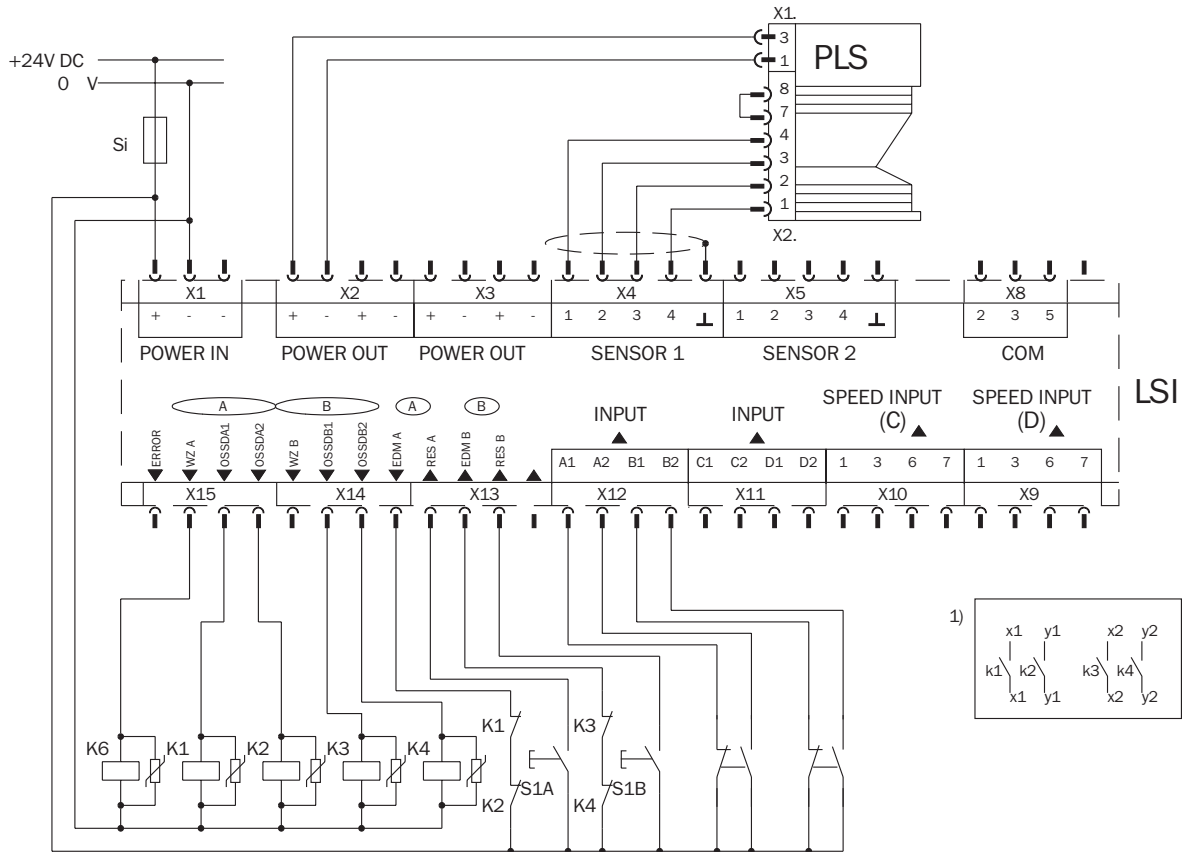 X1.
3
1
PLS
8
7
4
3
2
1
X2.
+24V DC
0 V
Si
X1 X2 X3 X4 X5 X8
+ - - + - + - + - + - 1 2 3 4 1 2 3 4 2 3 5
POWER IN POWER OUT POWER OUT SENSOR 1 SENSOR 2 COM
LSI
A B A B
INPUT INPUT SPEED INPUT (C) SPEED INPUT (D)
ERROR WZ A OSSDA1 OSSDA2 WZ B OSSDB1 OSSDB2 EDM A RES A EDM B RES B
A1 A2 B1 B2 C1 C2 D1 D2 1 3 6 7 1 3 6 7
X15 X14 X13 X12 X11 X10 X9
1)
x1 y1 x2 y2
k1 k2 k3 k4
x1 y1 x2 y2
K6 K1 K2 K3 K4 K1 K3
K2 S1A K4 S1B